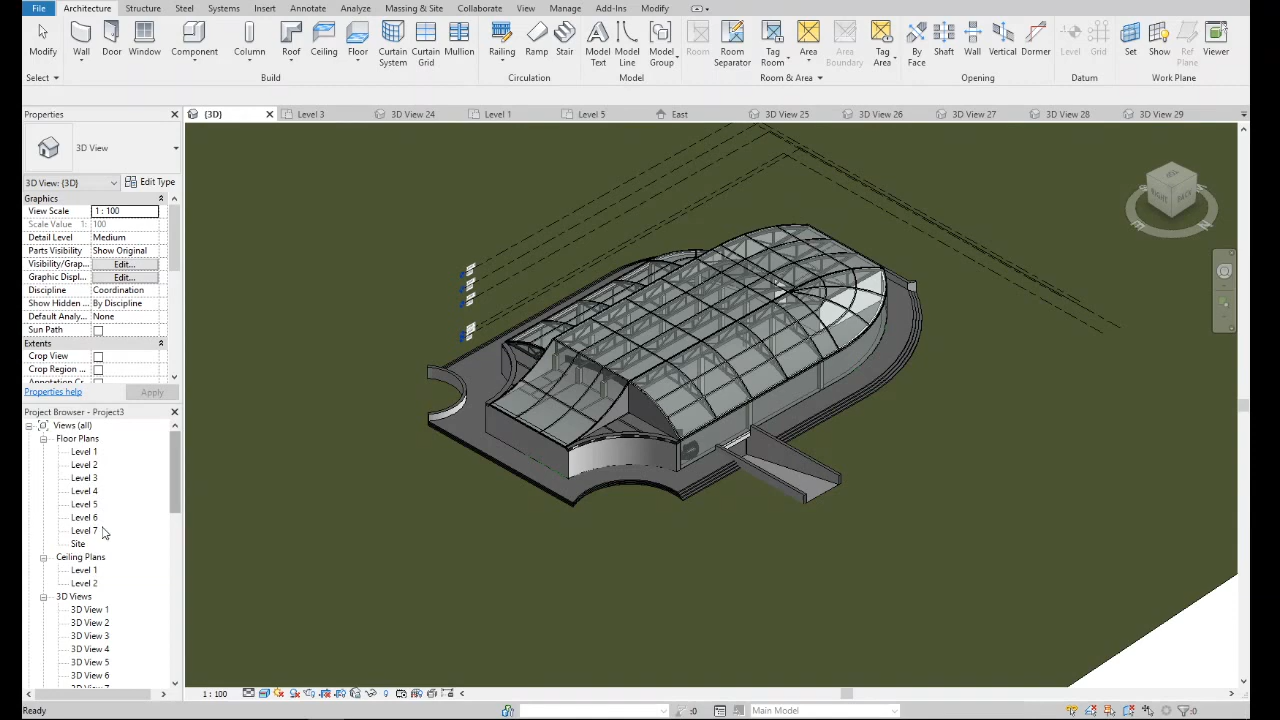 File Architecture Structure Steel Systems Insert Annotate Analyze Massing & Site Collaborate View Manage Add-Ins Modify
Modify Wall Door Window Component Column Roof Ceiling Floor Curtain System Curtain Grid Mullion Railing Ramp Stair Model Text Model Line Model Group Room Room Separator Tag Room Area Area Boundary Tag Area By Face Shaft Wall Vertical Dormer Level Grid Set Show Ref Plane Viewer
Select Build Circulation Model Room & Area Opening Datum Work Plane
Properties {3D} Level 3 3D View 24 Level 1 Level 5 East 3D View 25 3D View 26 3D View 27 3D View 28 3D View 29
3D View
3D View: {3D} Edit Type
Graphics
View Scale 1 : 100
Scale Value 1: 100
Detail Level Medium
Parts Visibility Show Original
Visibility/Grap... Edit...
Graphic Displ... Edit...
Discipline Coordination
Show Hidden ... By Discipline
Default Analy... None
Sun Path
Extents
Crop View
Crop Region ...
Annotation Cr
Properties help Apply
Project Browser - Project3
Views (all)
Floor Plans
Level 1
Level 2
Level 3
Level 4
Level 5
Level 6
Level 7
Site
Ceiling Plans
Level 1
Level 2
3D Views
3D View 1
3D View 2
3D View 3
3D View 4
3D View 5
3D View 6
1 : 100
Ready :0 Main Model :0